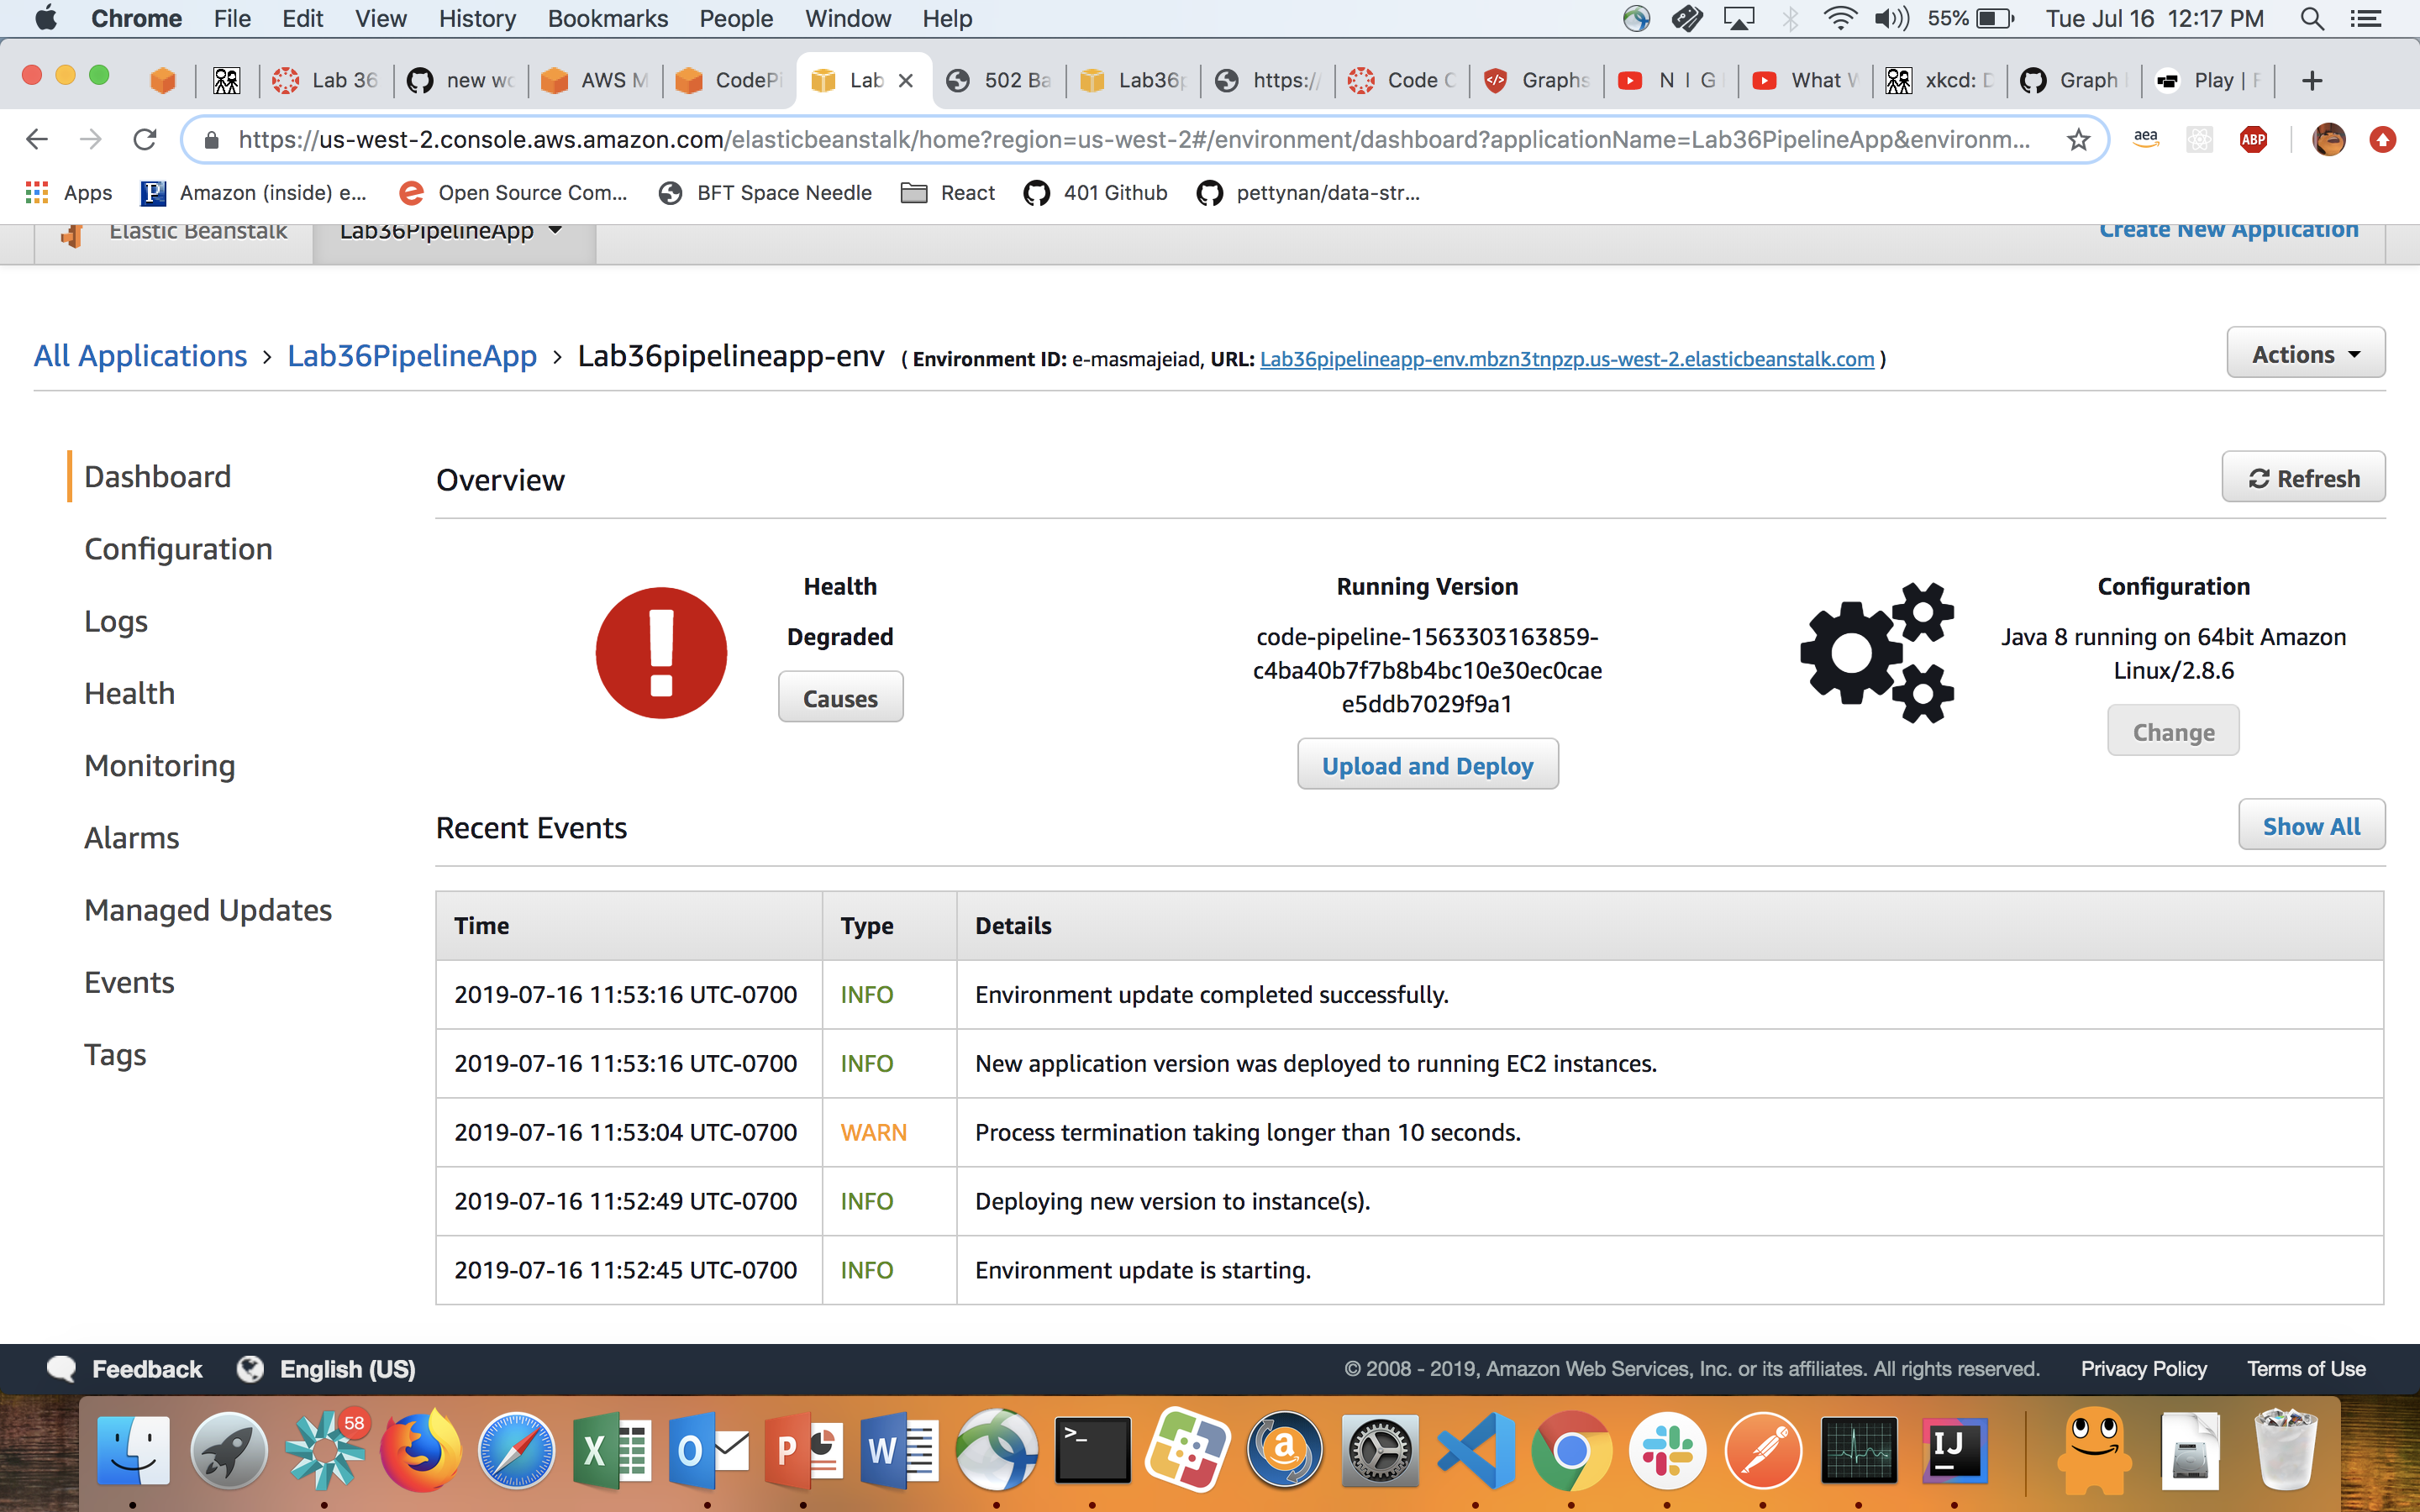 Chrome File Edit View History Bookmarks People Window Help 55% Tue Jul 16 12:17 PM
Lab 36 new wo AWS M CodePi Lab 502 Ba Lab36p https:// Code C Graphs N I G What W xkcd: D Graph Play | F
https://us-west-2.console.aws.amazon.com/elasticbeanstalk/home?region=us-west-2#/environment/dashboard?applicationName=Lab36PipelineApp&environm... aea ABP
Apps Amazon (inside) e... Open Source Com... BFT Space Needle React 401 Github pettynan/data-str...
Elastic Beanstalk Lab36PipelineApp Create New Application
All Applications > Lab36PipelineApp > Lab36pipelineapp-env ( Environment ID: e-masmajeiad, URL: Lab36pipelineapp-env.mbzn3tnpzp.us-west-2.elasticbeanstalk.com ) Actions
Dashboard
Configuration
Logs
Health
Monitoring
Alarms
Managed Updates
Events
Tags
Overview Refresh
Health
Degraded
Causes
Running Version
code-pipeline-1563303163859-
c4ba40b7f7b8b4bc10e30ec0cae
e5ddb7029f9a1
Upload and Deploy
Configuration
Java 8 running on 64bit Amazon
Linux/2.8.6
Change
Recent Events Show All
Time Type Details
2019-07-16 11:53:16 UTC-0700 INFO Environment update completed successfully.
2019-07-16 11:53:16 UTC-0700 INFO New application version was deployed to running EC2 instances.
2019-07-16 11:53:04 UTC-0700 WARN Process termination taking longer than 10 seconds.
2019-07-16 11:52:49 UTC-0700 INFO Deploying new version to instance(s).
2019-07-16 11:52:45 UTC-0700 INFO Environment update is starting.
Feedback English (US) © 2008 - 2019, Amazon Web Services, Inc. or its affiliates. All rights reserved. Privacy Policy Terms of Use
58 X O P W >_ a IJ